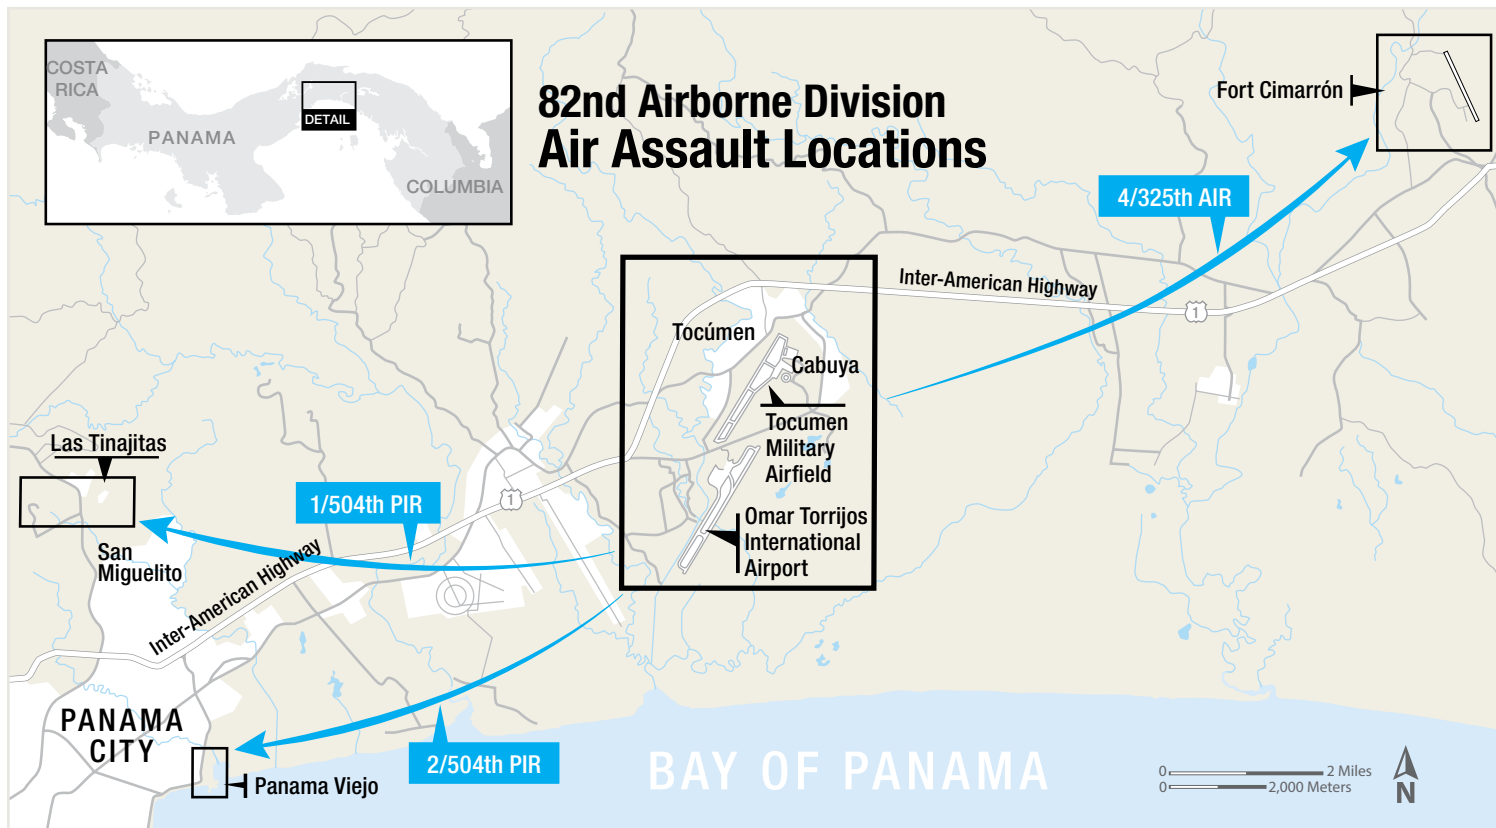 82nd Airborne Division
Air Assault Locations
COSTA
RICA
PANAMA
DETAIL
COLUMBIA
Fort Cimarrón
4/325th AIR
Inter-American Highway
1
Tocúmen
Cabuya
Tocumen
Military
Airfield
Omar Torrijos
International
Airport
Las Tinajitas
1/504th PIR
1
San
Miguelito
Inter-American Highway
PANAMA
CITY
2/504th PIR
Panama Viejo
BAY OF PANAMA
0 2 Miles
0 2,000 Meters
N